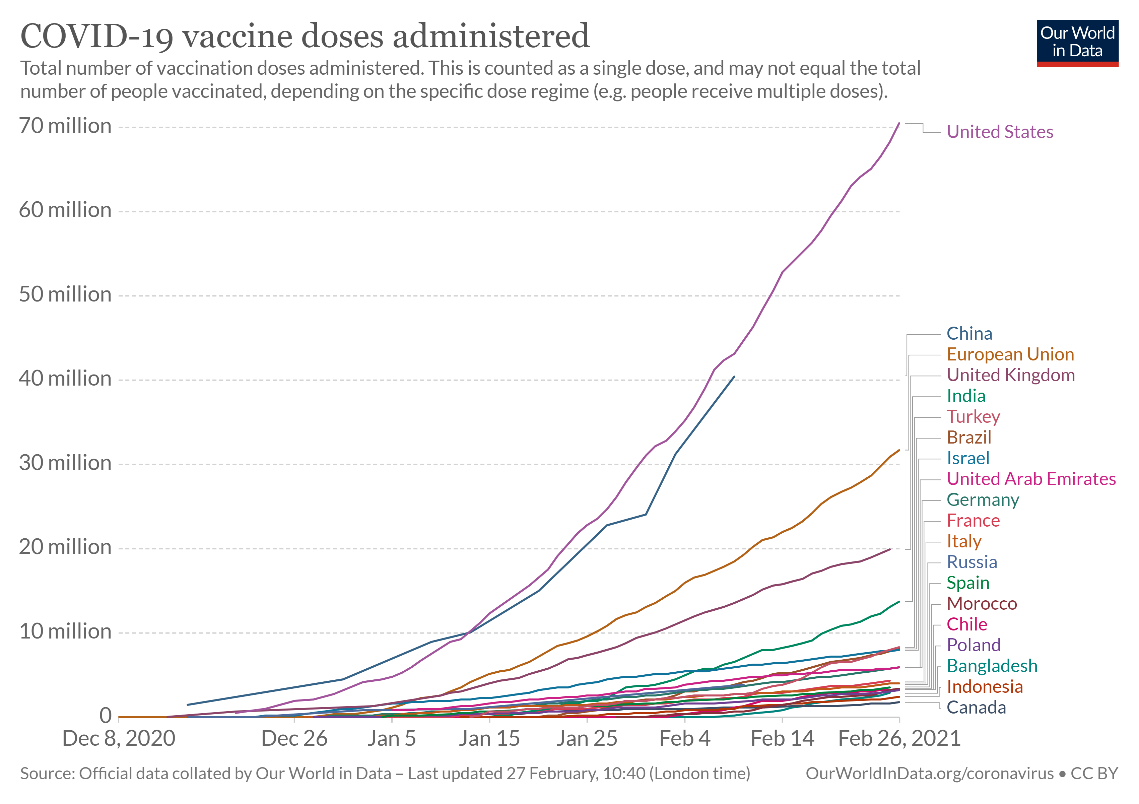 COVID-19 vaccine doses administered
Our World
in Data
Total number of vaccination doses administered. This is counted as a single dose, and may not equal the total
number of people vaccinated, depending on the specific dose regime (e.g. people receive multiple doses).
70 million
United States
60 million
50 million
China
European Union
40 million
United Kingdom
India
Turkey
Brazil
30 million
Israel
United Arab Emirates
Germany
France
20 million
Italy
Russia
Spain
Morocco
10 million
Chile
Poland
Bangladesh
Indonesia
Canada
0
Dec 8, 2020
Dec 26
Jan 5
Jan 15
Jan 25
Feb 4
Feb 14
Feb 26, 2021
Source: Official data collated by Our World in Data – Last updated 27 February, 10:40 (London time)
OurWorldInData.org/coronavirus • CC BY